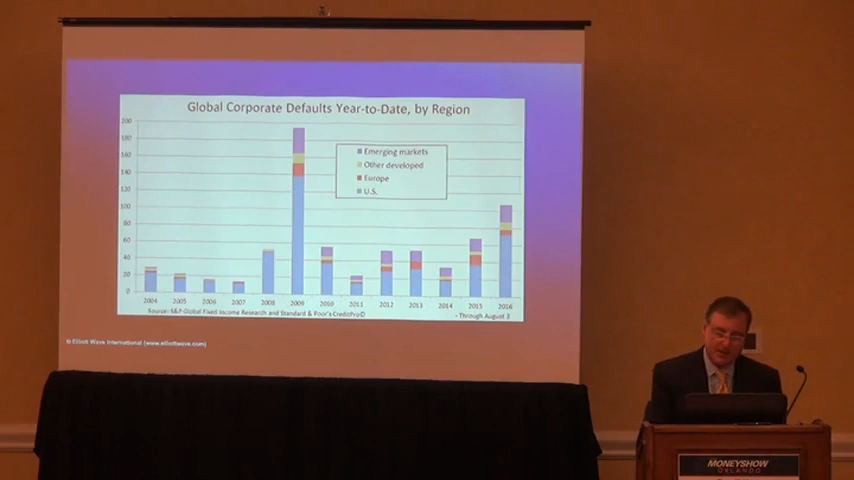 Global Corporate Defaults Year-to-Date, by Region
200
180
160
140
120
100
80
60
40
20
0
Emerging markets
Other developed
Europe
U.S.
2004 2005 2006 2007 2008 2009 2010 2011 2012 2013 2014 2015 2016
Source: S&P Global Fixed Income Research and Standard & Poor's CreditPro© - Through August 3
© Elliott Wave International (www.elliottwave.com)
MONEYSHOW
ORLANDO